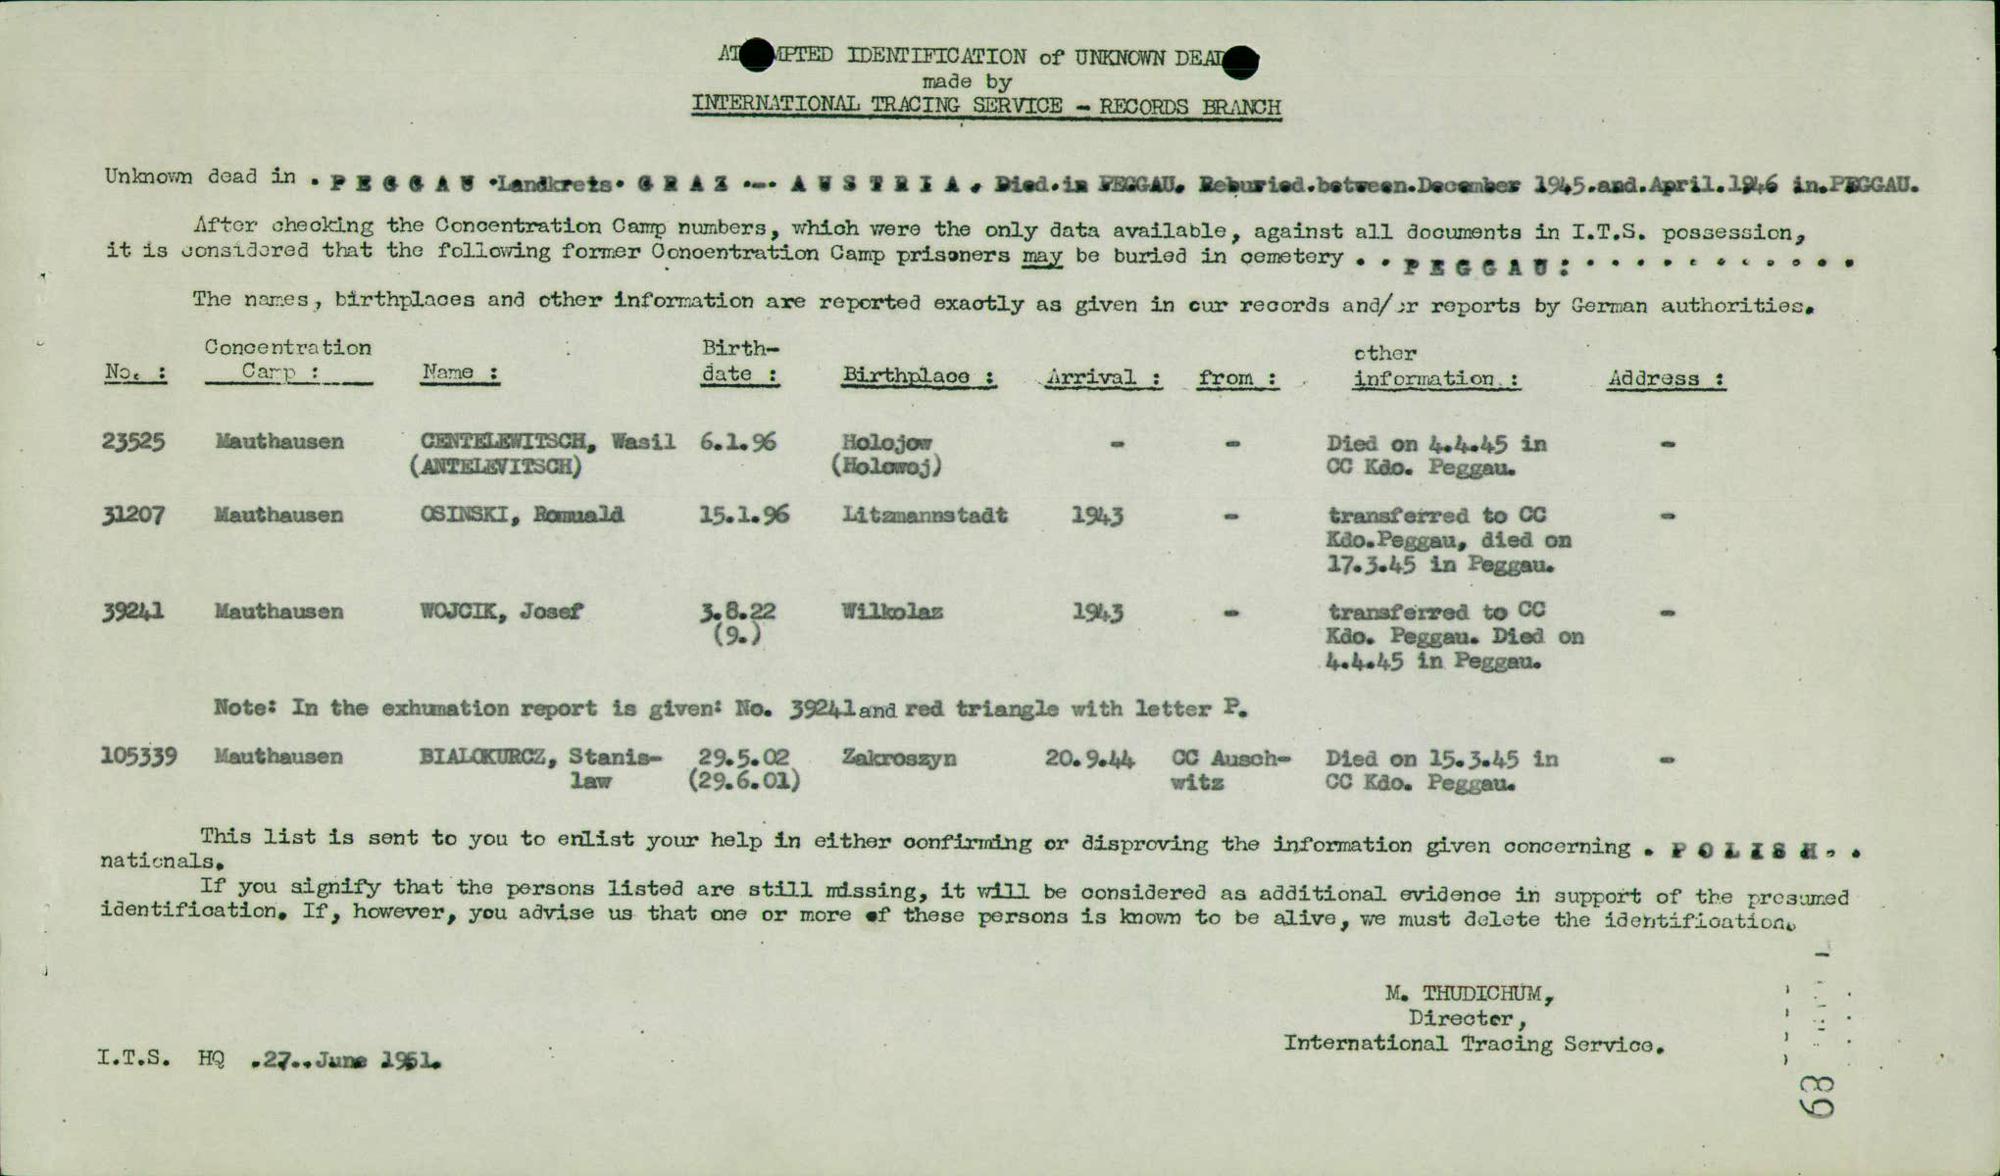 ATTEMPTED IDENTIFICATION of UNKNOWN DEAD
made by
INTERNATIONAL TRACING SERVICE - RECORDS BRANCH
Unknown dead in . P E G G A U .Landkreis. G R A Z .-. A U S T R I A . Died.in PEGGAU. Reburied.between.December 1945.and.April.1946 in.PEGGAU.
After checking the Concentration Camp numbers, which were the only data available, against all documents in I.T.S. possession,
it is considered that the following former Concentration Camp prisoners may be buried in cemetery . . P E G G A U : . . . . . . . . . . . .
The names, birthplaces and other information are reported exactly as given in our records and/or reports by German authorities.
No. : Concentration Camp : Name : Birth-date : Birthplace : Arrival : from : other information : Address :
23525 Mauthausen CENTELEWITSCH, Wasil 6.1.96 Holojow - - Died on 4.4.45 in -
(ANTELEVITSCH) (Holowoj) CC Kdo. Peggau.
31207 Mauthausen OSINSKI, Romuald 15.1.96 Litzmannstadt 1943 - transferred to CC -
Kdo.Peggau, died on
17.3.45 in Peggau.
39241 Mauthausen WOJCIK, Josef 3.8.22 Wilkolaz 1943 - transferred to CC -
(9.) Kdo. Peggau. Died on
4.4.45 in Peggau.
Note: In the exhumation report is given: No. 39241 and red triangle with letter P.
105339 Mauthausen BIALOKURCZ, Stanis- 29.5.02 Zakroszyn 20.9.44 CC Ausch- Died on 15.3.45 in -
law (29.6.01) witz CC Kdo. Peggau.
This list is sent to you to enlist your help in either confirming or disproving the information given concerning . P O L I S H . .
nationals.
If you signify that the persons listed are still missing, it will be considered as additional evidence in support of the presumed
identification. If, however, you advise us that one or more of these persons is known to be alive, we must delete the identification.
M. THUDICHUM,
Director,
International Tracing Service.
I.T.S. HQ .27..June 1951.
68